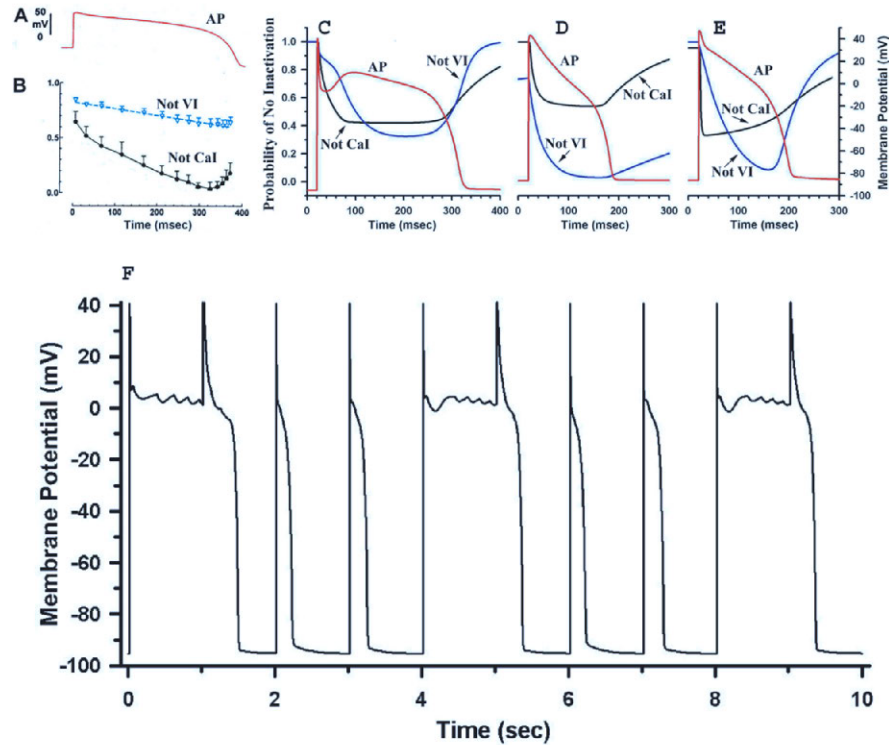 A
50
mV
0
AP
B
1.0
0.5
0.0
Not VI
Not CaI
0
100
200
300
400
Time (msec)
C
Probability of No Inactivation
1.0
0.8
0.6
0.4
0.2
0.0
AP
Not VI
Not CaI
0
100
200
300
400
Time (msec)
D
AP
Not CaI
Not VI
0
100
200
300
Time (msec)
E
AP
Not CaI
Not VI
0
100
200
300
Time (msec)
40
20
0
-20
-40
-60
-80
-100
Membrane Potential (mV)
F
Membrane Potential (mV)
40
20
0
-20
-40
-60
-80
-100
0
2
4
6
8
10
Time (sec)